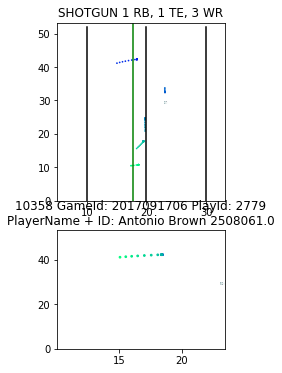 SHOTGUN 1 RB, 1 TE, 3 WR
50
40
30
20
10
0
10 20 30
10358 GameId: 2017091706 PlayId: 2779
PlayerName + ID: Antonio Brown 2508061.0
40
20
0
15 20